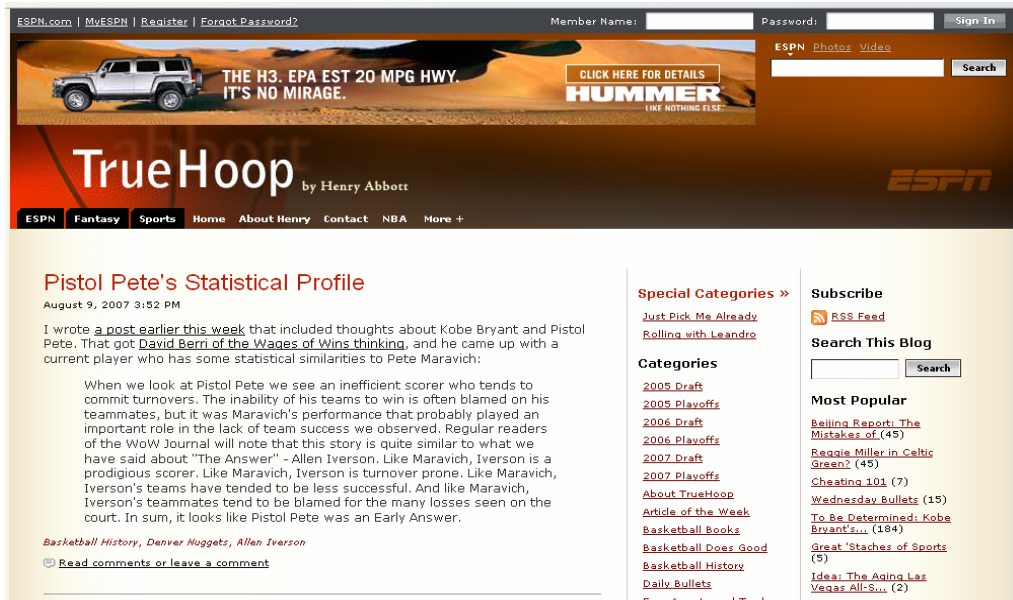 ESPN.com | MyESPN | Register | Forgot Password?
Member Name: Password: Sign In
THE H3. EPA EST 20 MPG HWY.
IT'S NO MIRAGE.
CLICK HERE FOR DETAILS
HUMMER
LIKE NOTHING ELSE.
ESPN Photos Video
Search
TrueHoop by Henry Abbott
ESPN
ESPN Fantasy Sports Home About Henry Contact NBA More +
Pistol Pete's Statistical Profile
August 9, 2007 3:52 PM
I wrote a post earlier this week that included thoughts about Kobe Bryant and Pistol
Pete. That got David Berri of the Wages of Wins thinking, and he came up with a
current player who has some statistical similarities to Pete Maravich:
When we look at Pistol Pete we see an inefficient scorer who tends to
commit turnovers. The inability of his teams to win is often blamed on his
teammates, but it was Maravich's performance that probably played an
important role in the lack of team success we observed. Regular readers
of the WoW Journal will note that this story is quite similar to what we
have said about "The Answer" - Allen Iverson. Like Maravich, Iverson is a
prodigious scorer. Like Maravich, Iverson is turnover prone. Like Maravich,
Iverson's teams have tended to be less successful. And like Maravich,
Iverson's teammates tend to be blamed for the many losses seen on the
court. In sum, it looks like Pistol Pete was an Early Answer.
Basketball History, Denver Nuggets, Allen Iverson
Read comments or leave a comment
Special Categories »
Just Pick Me Already
Rolling with Leandro
Categories
2005 Draft
2005 Playoffs
2006 Draft
2006 Playoffs
2007 Draft
2007 Playoffs
About TrueHoop
Article of the Week
Basketball Books
Basketball Does Good
Basketball History
Daily Bullets
Subscribe
RSS Feed
Search This Blog
Search
Most Popular
Beijing Report: The
Mistakes of (45)
Reggie Miller in Celtic
Green? (45)
Cheating 101 (7)
Wednesday Bullets (15)
To Be Determined: Kobe
Bryant's... (184)
Great 'Staches of Sports
(5)
Idea: The Aging Las
Vegas All-S... (2)